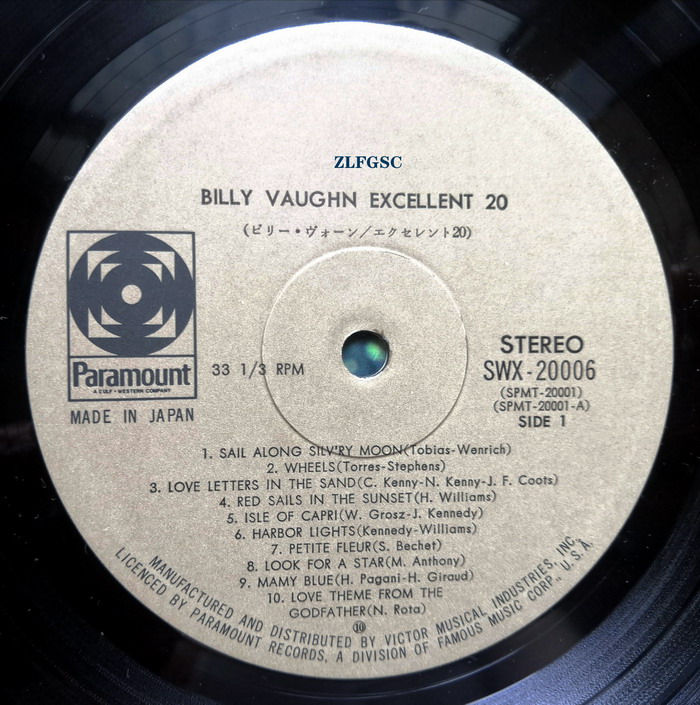 ZLFGSC
BILLY VAUGHN EXCELLENT 20
(ビリー・ヴォーン／エクセレント20)
Paramount
A GULF+WESTERN COMPANY
MADE IN JAPAN
33 1/3 RPM
STEREO
SWX-20006
(SPMT-20001)
(SPMT-20001-A)
SIDE 1
1. SAIL ALONG SILV'RY MOON(Tobias-Wenrich)
2. WHEELS(Torres-Stephens)
3. LOVE LETTERS IN THE SAND(C. Kenny-N. Kenny-J. F. Coots)
4. RED SAILS IN THE SUNSET(H. Williams)
5. ISLE OF CAPRI(W. Grosz-J. Kennedy)
6. HARBOR LIGHTS(Kennedy-Williams)
7. PETITE FLEUR(S. Bechet)
8. LOOK FOR A STAR(M. Anthony)
9. MAMY BLUE(H. Pagani-H. Giraud)
10. LOVE THEME FROM THE
GODFATHER(N. Rota)
⑩
MANUFACTURED AND DISTRIBUTED BY VICTOR MUSICAL INDUSTRIES, INC.,
LICENCED BY PARAMOUNT RECORDS, A DIVISION OF FAMOUS MUSIC CORP., U.S.A.